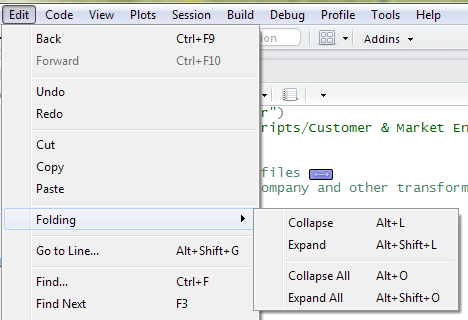 Edit Code View Plots Session Build Debug Profile Tools Help
Back Ctrl+F9
Forward Ctrl+F10
Addins
Undo
Redo
r")
cripts/Customer & Market En
Cut
Copy
Paste
files
ompany and other transform
Folding
Collapse Alt+L
Expand Alt+Shift+L
Collapse All Alt+O
Expand All Alt+Shift+O
Go to Line... Alt+Shift+G
Find... Ctrl+F
Find Next F3